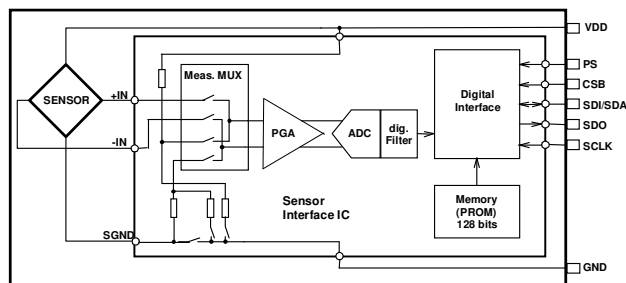 VDD
PS
CSB
SDI/SDA
SDO
SCLK
GND
SENSOR
+IN
-IN
SGND
Meas. MUX
PGA
ADC
dig.
Filter
Digital
Interface
Memory
(PROM)
128 bits
Sensor
Interface IC